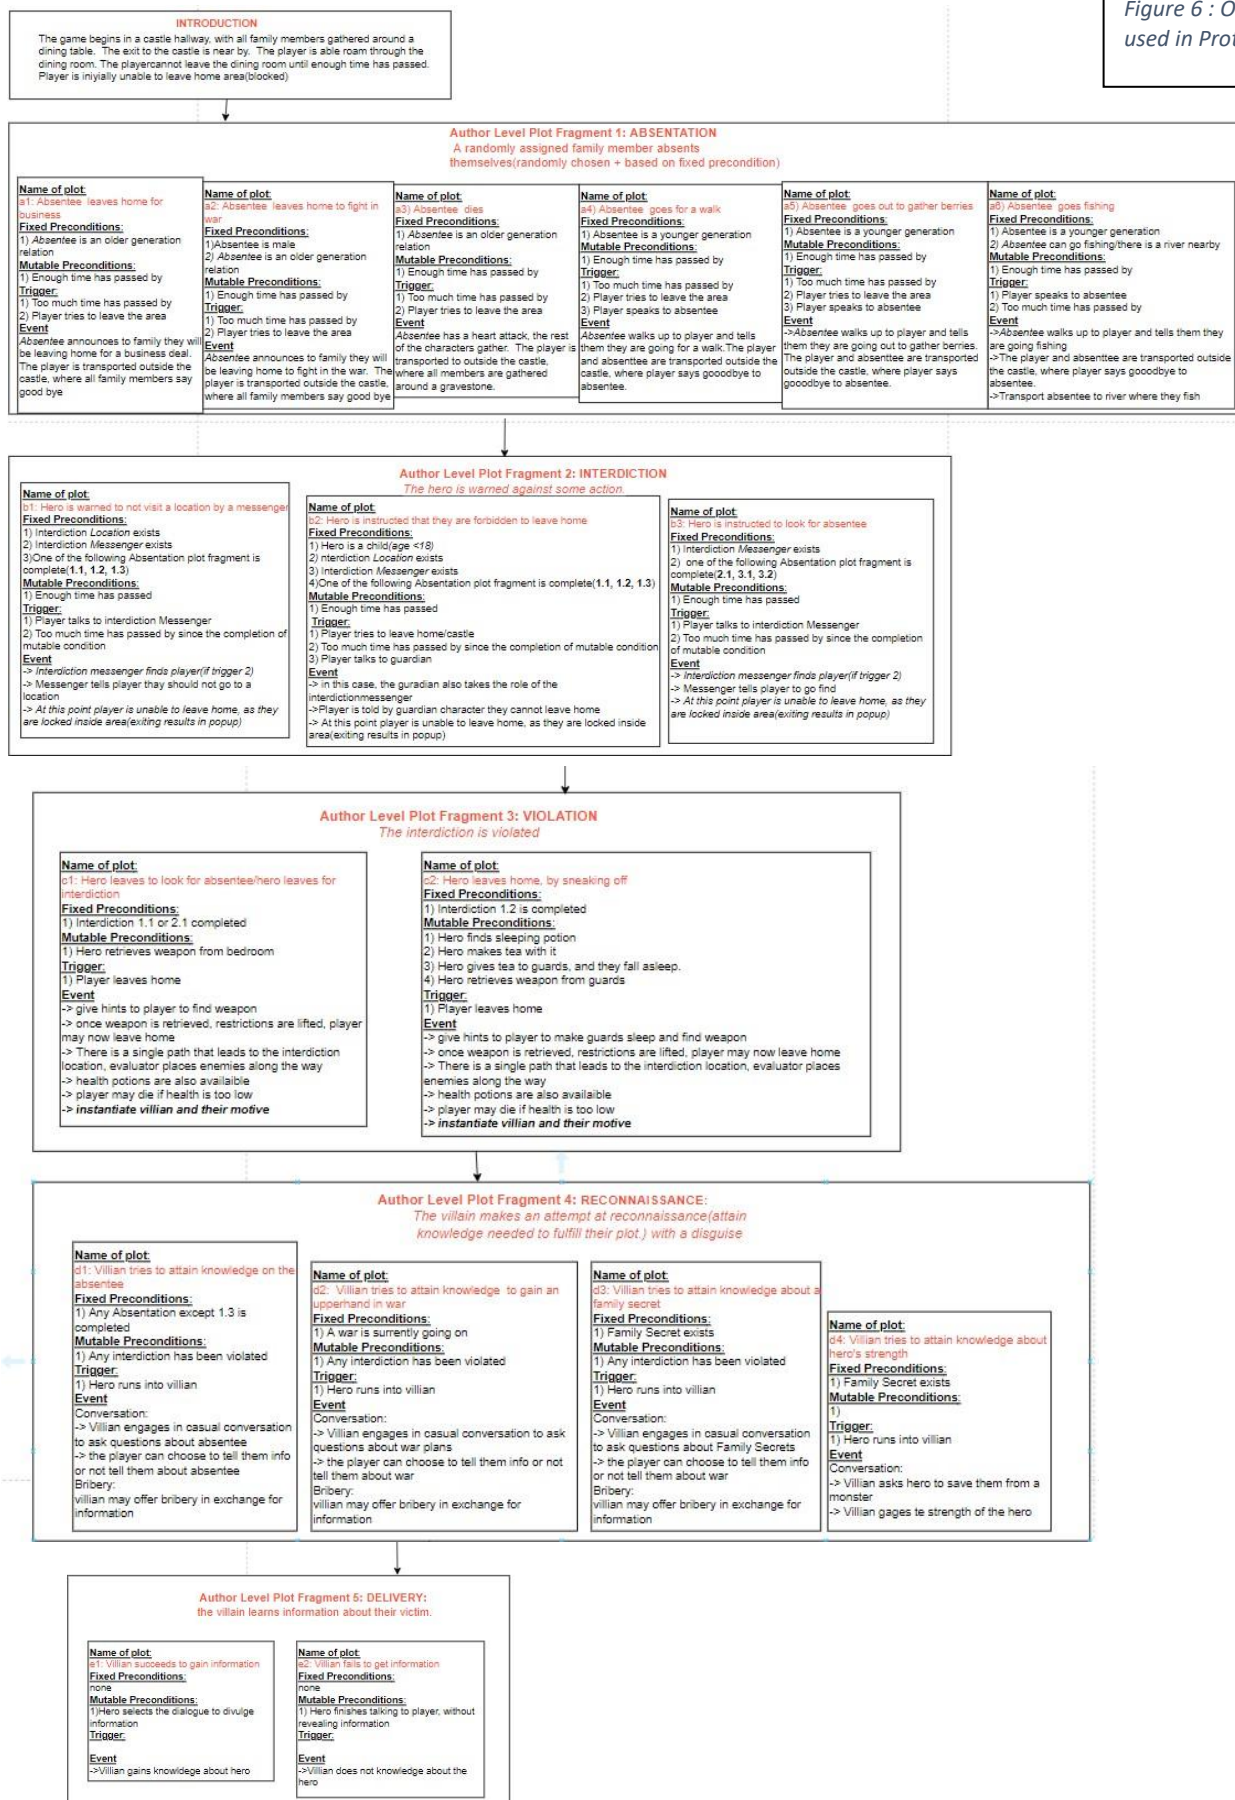 Figure 6 : O
used in Prot
INTRODUCTION
The game begins in a castle hallway, with all family members gathered around a
dining table. The exit to the castle is near by. The player is able roam through the
dining room. The playercannot leave the dining room until enough time has passed.
Player is iniyially unable to leave home area(blocked)
Author Level Plot Fragment 1: ABSENTATION
A randomly assigned family member absents
themselves(randomly chosen + based on fixed precondition)
Name of plot:
a1: Absentee leaves home for
business
Fixed Preconditions:
1) Absentee is an older generation
relation
Mutable Preconditions:
1) Enough time has passed by
Trigger:
1) Too much time has passed by
2) Player tries to leave the area
Event
Absentee announces to family they will
be leaving home for a business deal.
The player is transported outside the
castle, where all family members say
good bye
Name of plot:
a2: Absentee leaves home to fight in
war
Fixed Preconditions:
1)Absentee is male
2) Absentee is an older generation
relation
Mutable Preconditions:
1) Enough time has passed by
Trigger:
1) Too much time has passed by
2) Player tries to leave the area
Event
Absentee announces to family they will
be leaving home to fight in the war. The
player is transported outside the castle,
where all family members say good bye
Name of plot:
a3) Absentee dies
Fixed Preconditions:
1) Absentee is an older generation
relation
Mutable Preconditions:
1) Enough time has passed by
Trigger:
1) Too much time has passed by
2) Player tries to leave the area
Event
Absentee has a heart attack, the rest
of the characters gather. The player is
transported to outside the castle,
where all members are gathered
around a gravestone.
Name of plot:
a4) Absentee goes for a walk
Fixed Preconditions:
1) Absentee is a younger generation
Mutable Preconditions:
1) Enough time has passed by
Trigger:
1) Too much time has passed by
2) Player tries to leave the area
3) Player speaks to absentee
Event
Absentee walks up to player and tells
them they are going for a walk.The player
and absenttee are transported outside the
castle, where player says gooodbye to
absentee.
Name of plot:
a5) Absentee goes out to gather berries
Fixed Preconditions:
1) Absentee is a younger generation
Mutable Preconditions:
1) Enough time has passed by
Trigger:
1) Too much time has passed by
2) Player tries to leave the area
3) Player speaks to absentee
Event
->Absentee walks up to player and tells
them they are going out to gather berries.
The player and absenttee are transported
outside the castle, where player says
gooodbye to absentee.
Name of plot:
a6) Absentee goes fishing
Fixed Preconditions:
1) Absentee is a younger generation
2) Absentee can go fishing/there is a river nearby
Mutable Preconditions:
1) Enough time has passed by
Trigger:
1) Player speaks to absentee
2) Too much time has passed by
Event
->Absentee walks up to player and tells them they
are going fishing
->The player and absenttee are transported outside
the castle, where player says gooodbye to
absentee.
->Transport absentee to river where they fish
Author Level Plot Fragment 2: INTERDICTION
The hero is warned against some action.
Name of plot:
b1: Hero is warned to not visit a location by a messenger
Fixed Preconditions:
1) Interdiction Location exists
2) Interdiction Messenger exists
3)One of the following Absentation plot fragment is
complete(1.1, 1.2, 1.3)
Mutable Preconditions:
1) Enough time has passed
Trigger:
1) Player talks to interdiction Messenger
2) Too much time has passed by since the completion of
mutable condition
Event
-> Interdiction messenger finds player(if trigger 2)
-> Messenger tells player thay should not go to a
location
-> At this point player is unable to leave home, as they
are locked inside area(exiting results in popup)
Name of plot:
b2: Hero is instructed that they are forbidden to leave home
Fixed Preconditions:
1) Hero is a child(age <18)
2) nterdiction Location exists
3) Interdiction Messenger exists
4)One of the following Absentation plot fragment is complete(1.1, 1.2, 1.3)
Mutable Preconditions:
1) Enough time has passed
Trigger:
1) Player tries to leave home/castle
2) Too much time has passed by since the completion of mutable condition
3) Player talks to guardian
Event
-> in this case, the guradian also takes the role of the
interdictionmessenger
->Player is told by guardian character they cannot leave home
-> At this point player is unable to leave home, as they are locked inside
area(exiting results in popup)
Name of plot:
b3: Hero is instructed to look for absentee
Fixed Preconditions:
1) Interdiction Messenger exists
2) one of the following Absentation plot fragment is
complete(2.1, 3.1, 3.2)
Mutable Preconditions:
1) Enough time has passed
Trigger:
1) Player talks to interdiction Messenger
2) Too much time has passed by since the completion
of mutable condition
Event
-> Interdiction messenger finds player(if trigger 2)
-> Messenger tells player to go find
-> At this point player is unable to leave home, as they
are locked inside area(exiting results in popup)
Author Level Plot Fragment 3: VIOLATION
The interdiction is violated
Name of plot:
c1: Hero leaves to look for absentee/hero leaves for
interdiction
Fixed Preconditions:
1) Interdiction 1.1 or 2.1 completed
Mutable Preconditions:
1) Hero retrieves weapon from bedroom
Trigger:
1) Player leaves home
Event
-> give hints to player to find weapon
-> once weapon is retrieved, restrictions are lifted, player
may now leave home
-> There is a single path that leads to the interdiction
location, evaluator places enemies along the way
-> health potions are also availaible
-> player may die if health is too low
-> instantiate villian and their motive
Name of plot:
c2: Hero leaves home, by sneaking off
Fixed Preconditions:
1) Interdiction 1.2 is completed
Mutable Preconditions:
1) Hero finds sleeping potion
2) Hero makes tea with it
3) Hero gives tea to guards, and they fall asleep.
4) Hero retrieves weapon from guards
Trigger:
1) Player leaves home
Event
-> give hints to player to make guards sleep and find weapon
-> once weapon is retrieved, restrictions are lifted, player may now leave home
-> There is a single path that leads to the interdiction location, evaluator places
enemies along the way
-> health potions are also availaible
-> player may die if health is too low
-> instantiate villian and their motive
Author Level Plot Fragment 4: RECONNAISSANCE:
The villain makes an attempt at reconnaissance(attain
knowledge needed to fulfill their plot.) with a disguise
Name of plot:
d1: Villian tries to attain knowledge on the
absentee
Fixed Preconditions:
1) Any Absentation except 1.3 is
completed
Mutable Preconditions:
1) Any interdiction has been violated
Trigger:
1) Hero runs into villian
Event
Conversation:
-> Villian engages in casual conversation
to ask questions about absentee
-> the player can choose to tell them info
or not tell them about absentee
Bribery:
villian may offer bribery in exchange for
information
Name of plot:
d2: Villian tries to attain knowledge to gain an
upperhand in war
Fixed Preconditions:
1) A war is surrently going on
Mutable Preconditions:
1) Any interdiction has been violated
Trigger:
1) Hero runs into villian
Event
Conversation:
-> Villian engages in casual conversation to ask
questions about war plans
-> the player can choose to tell them info or not
tell them about war
Bribery:
villian may offer bribery in exchange for
information
Name of plot:
d3: Villian tries to attain knowledge about a
family secret
Fixed Preconditions:
1) Family Secret exists
Mutable Preconditions:
1) Any interdiction has been violated
Trigger:
1) Hero runs into villian
Event
Conversation:
-> Villian engages in casual conversation
to ask questions about Family Secrets
-> the player can choose to tell them info
or not tell them about war
Bribery:
villian may offer bribery in exchange for
information
Name of plot:
d4: Villian tries to attain knowledge about
hero's strength
Fixed Preconditions:
1) Family Secret exists
Mutable Preconditions:
1)
Trigger:
1) Hero runs into villian
Event
Conversation:
-> Villian asks hero to save them from a
monster
-> Villian gages te strength of the hero
Author Level Plot Fragment 5: DELIVERY:
the villain learns information about their victim.
Name of plot:
e1: Villian succeeds to gain information
Fixed Preconditions:
none
Mutable Preconditions:
1)Hero selects the dialogue to divulge
information
Trigger:
Event
->Villian gains knowldege about hero
Name of plot:
e2: Villian fails to get information
Fixed Preconditions:
none
Mutable Preconditions:
1) Hero finishes talking to player, without
revealing information
Trigger:
Event
->Villian does not knowledge about the
hero